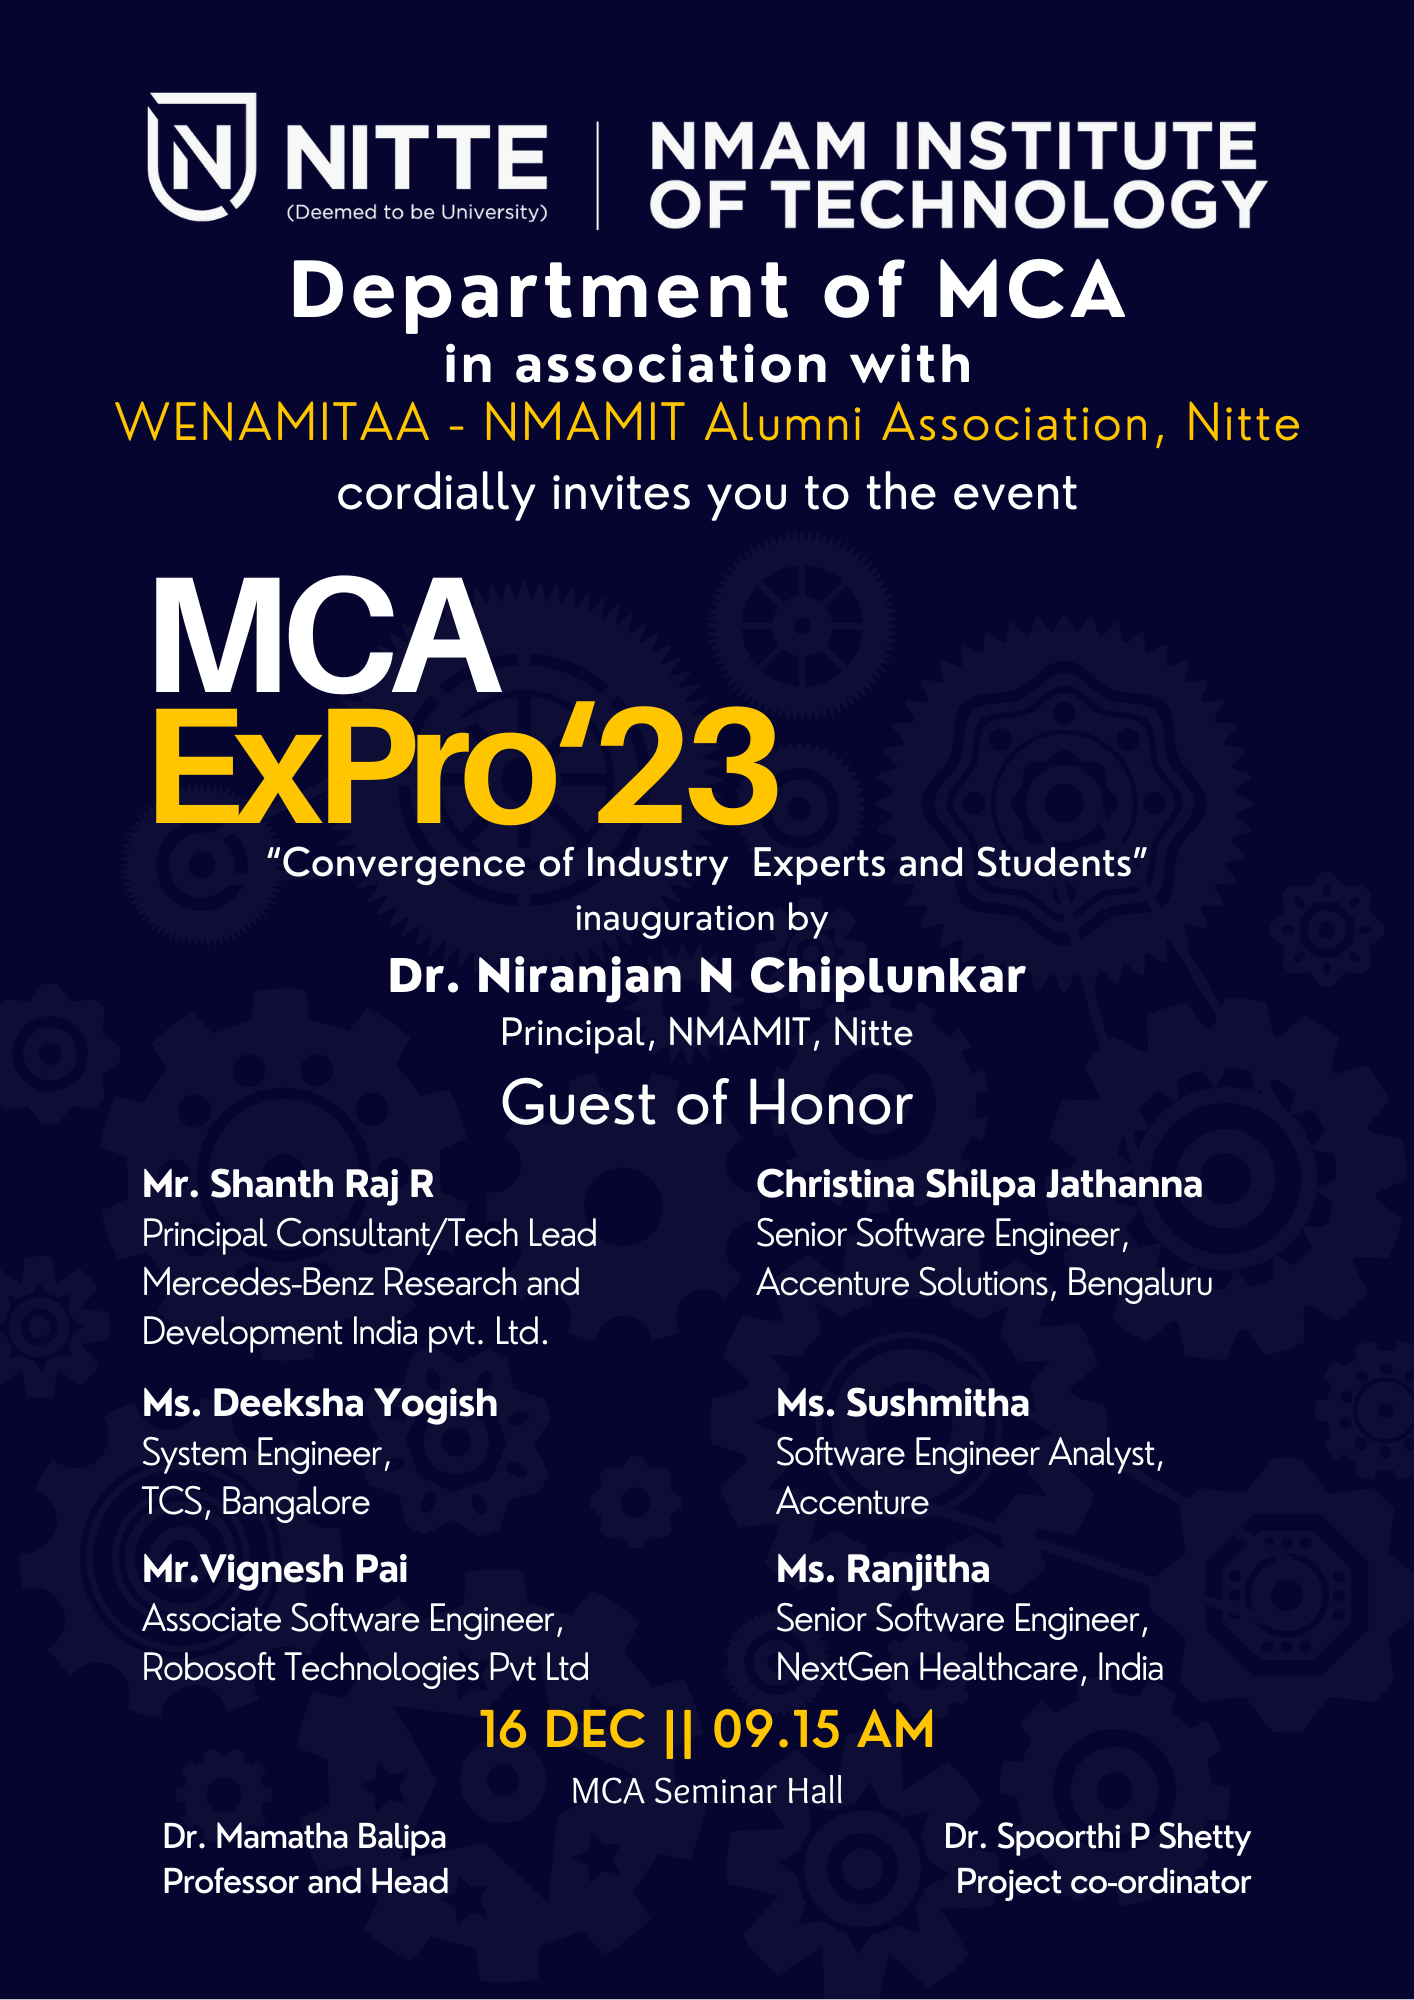 NITTE
(Deemed to be University)
NMAM INSTITUTE
OF TECHNOLOGY
Department of MCA
in association with
WENAMITAA - NMAMIT Alumni Association, Nitte
cordially invites you to the event
MCA
ExPro‘23
“Convergence of Industry Experts and Students”
inauguration by
Dr. Niranjan N Chiplunkar
Principal, NMAMIT, Nitte
Guest of Honor
Mr. Shanth Raj R
Principal Consultant/Tech Lead
Mercedes-Benz Research and
Development India pvt. Ltd.
Christina Shilpa Jathanna
Senior Software Engineer,
Accenture Solutions, Bengaluru
Ms. Deeksha Yogish
System Engineer,
TCS, Bangalore
Ms. Sushmitha
Software Engineer Analyst,
Accenture
Mr.Vignesh Pai
Associate Software Engineer,
Robosoft Technologies Pvt Ltd
Ms. Ranjitha
Senior Software Engineer,
NextGen Healthcare, India
16 DEC || 09.15 AM
MCA Seminar Hall
Dr. Mamatha Balipa
Professor and Head
Dr. Spoorthi P Shetty
Project co-ordinator